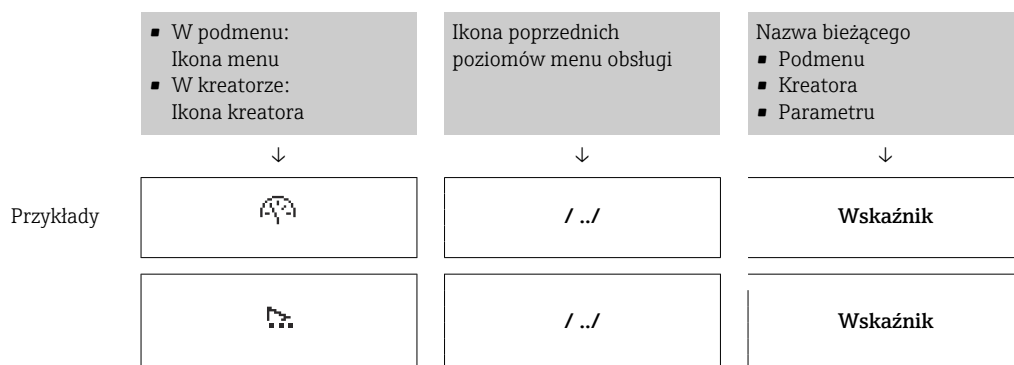 ▪ W podmenu:
Ikona menu
▪ W kreatorze:
Ikona kreatora
Ikona poprzednich
poziomów menu obsługi
Nazwa bieżącego
▪ Podmenu
▪ Kreatora
▪ Parametru
↓ ↓ ↓
Przykłady / ../ Wskaźnik
/ ../ Wskaźnik